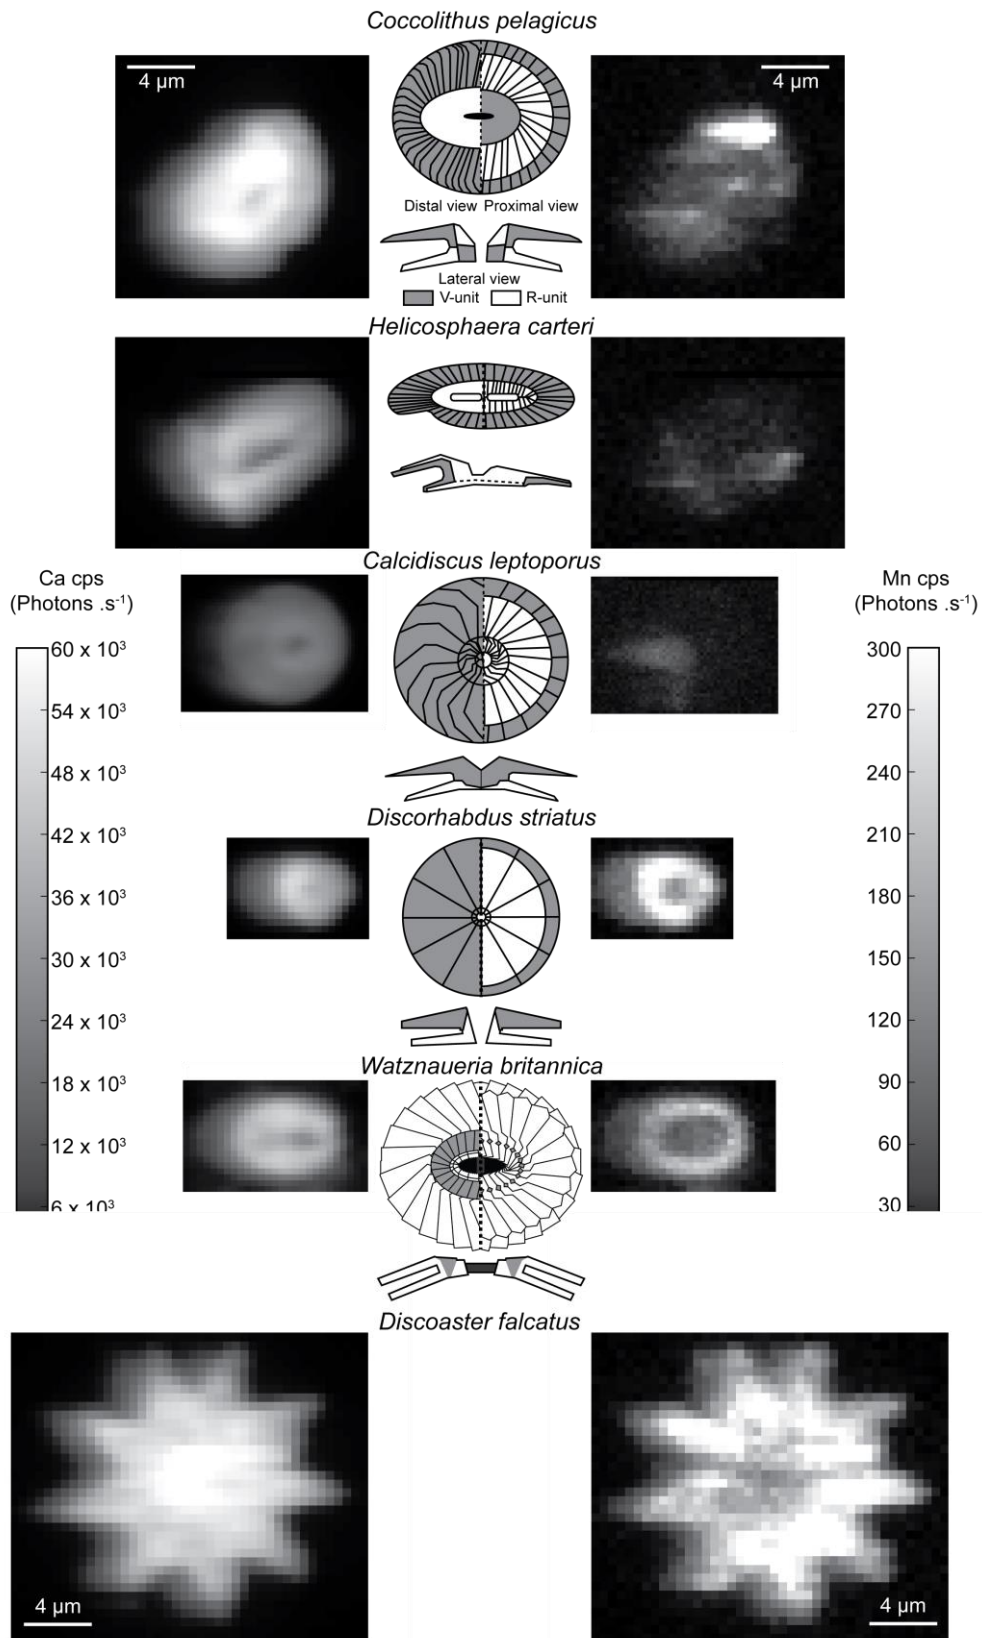 Coccolithus pelagicus
4 µm
4 µm
Distal view Proximal view
Lateral view
V-unit R-unit
Helicosphaera carteri
Calcidiscus leptoporus
Ca cps
(Photons .s⁻¹)
60 x 10³
54 x 10³
48 x 10³
42 x 10³
36 x 10³
30 x 10³
24 x 10³
18 x 10³
12 x 10³
6 x 10³
Mn cps
(Photons .s⁻¹)
300
270
240
210
180
150
120
90
60
30
Discorhabdus striatus
Watznaueria britannica
Discoaster falcatus
4 µm
4 µm